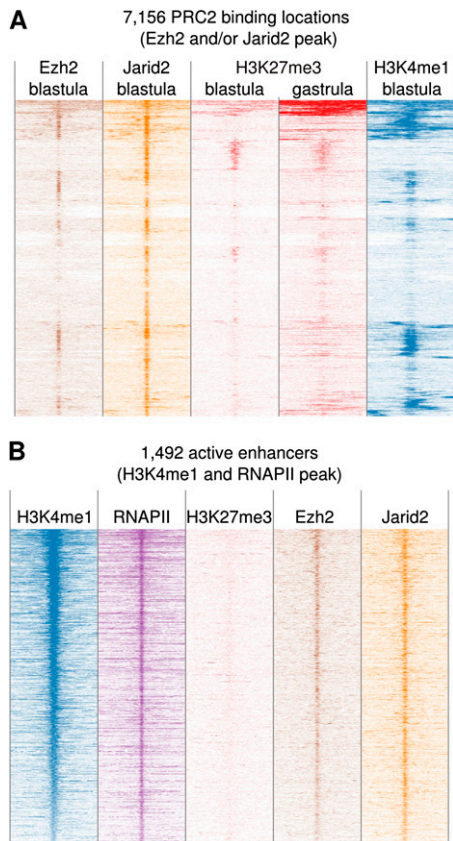 A
7,156 PRC2 binding locations
(Ezh2 and/or Jarid2 peak)
Ezh2 Jarid2 H3K27me3 H3K4me1
blastula blastula blastula gastrula blastula
B
1,492 active enhancers
(H3K4me1 and RNAPII peak)
H3K4me1 RNAPII H3K27me3 Ezh2 Jarid2